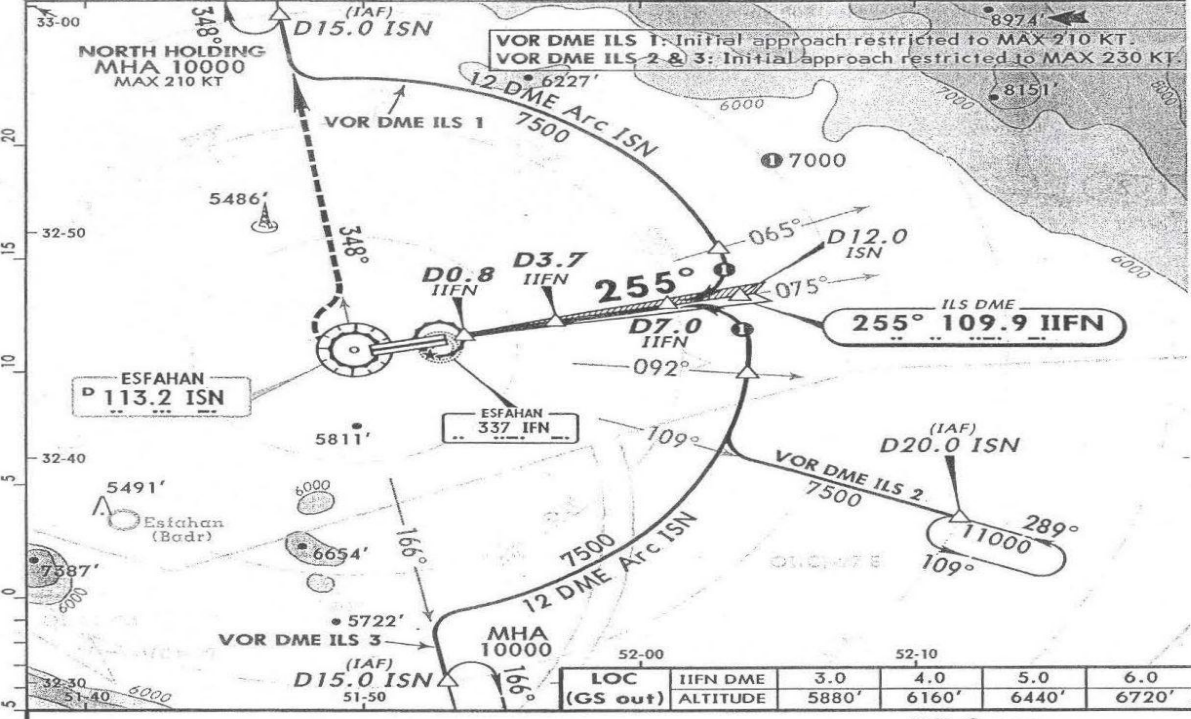 33-00
348°
(IAF)
D15.0 ISN
8974'
NORTH HOLDING
MHA 10000
MAX 210 KT
VOR DME ILS 1: Initial approach restricted to MAX 210 KT.
VOR DME ILS 2 & 3: Initial approach restricted to MAX 230 KT.
12 DME Arc ISN
7500
6227'
6000
7000
8151'
8000
VOR DME ILS 1
20
1 7000
5486'
348°
32-50
15
065°
D12.0
ISN
6000
D0.8
IIFN
D3.7
IIFN
255°
1
075°
D7.0
IIFN
1
ILS DME
255° 109.9 IIFN
10
092°
ESFAHAN
D 113.2 ISN
ESFAHAN
337 IFN
5811'
109°
(IAF)
D20.0 ISN
32-40
5
VOR DME ILS 2
7500
5491'
Esfahan
(Badr)
6000
166°
289°
11000
109°
6654'
7387'
6000
7500
12 DME Arc ISN
0
5722'
VOR DME ILS 3
MHA
10000
(IAF)
D15.0 ISN
166°
52-00
52-10
32-30
51-40
6000
51-50
5
LOC
(GS out)
IIFN DME 3.0 4.0 5.0 6.0
ALTITUDE 5880' 6160' 6440' 6720'